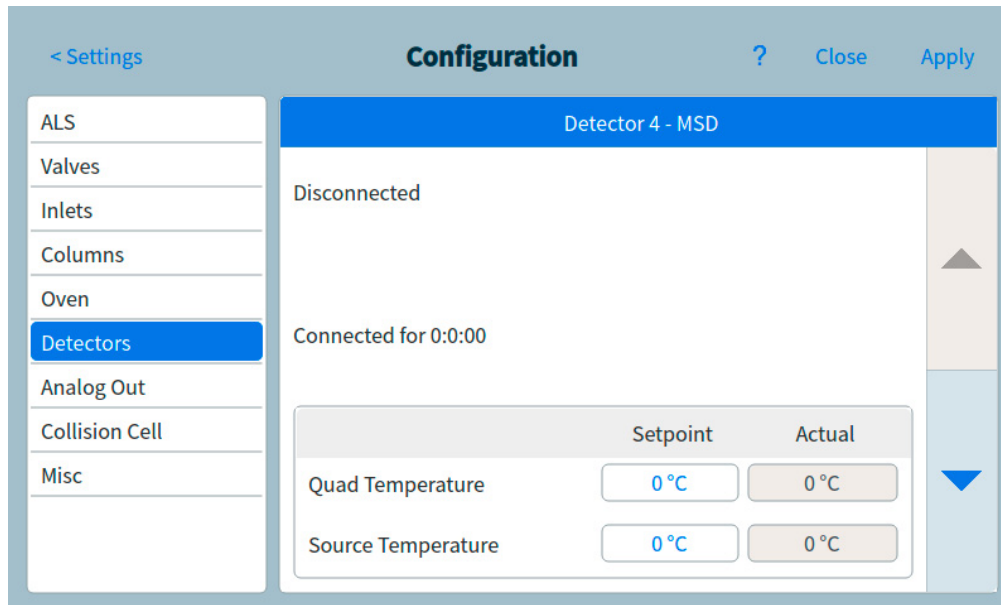 < Settings Configuration ? Close Apply
ALS
Valves
Inlets
Columns
Oven
Detectors
Analog Out
Collision Cell
Misc
Detector 4 - MSD
Disconnected
Connected for 0:0:00
Setpoint Actual
Quad Temperature 0 °C 0 °C
Source Temperature 0 °C 0 °C